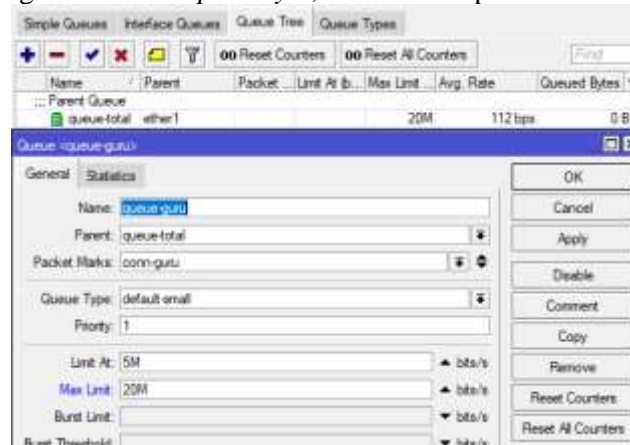 Simple Queues Interface Queues Queue Tree Queue Types
00 Reset Counters 00 Reset All Counters Find
Name Parent Packet ... Limit At (b... Max Limit ... Avg. Rate Queued Bytes
::: Parent Queue
queue-total ether1 20M 112 bps 0 B
Queue <queue-guru>
General Statistics
OK
Name: queue-guru
Cancel
Parent: queue-total
Apply
Packet Marks: conn-guru
Disable
Queue Type: default-small
Comment
Priority: 1
Copy
Limit At: 5M bits/s
Remove
Max Limit: 20M bits/s
Reset Counters
Burst Limit: bits/s
Reset All Counters
Burst Threshold: bits/s